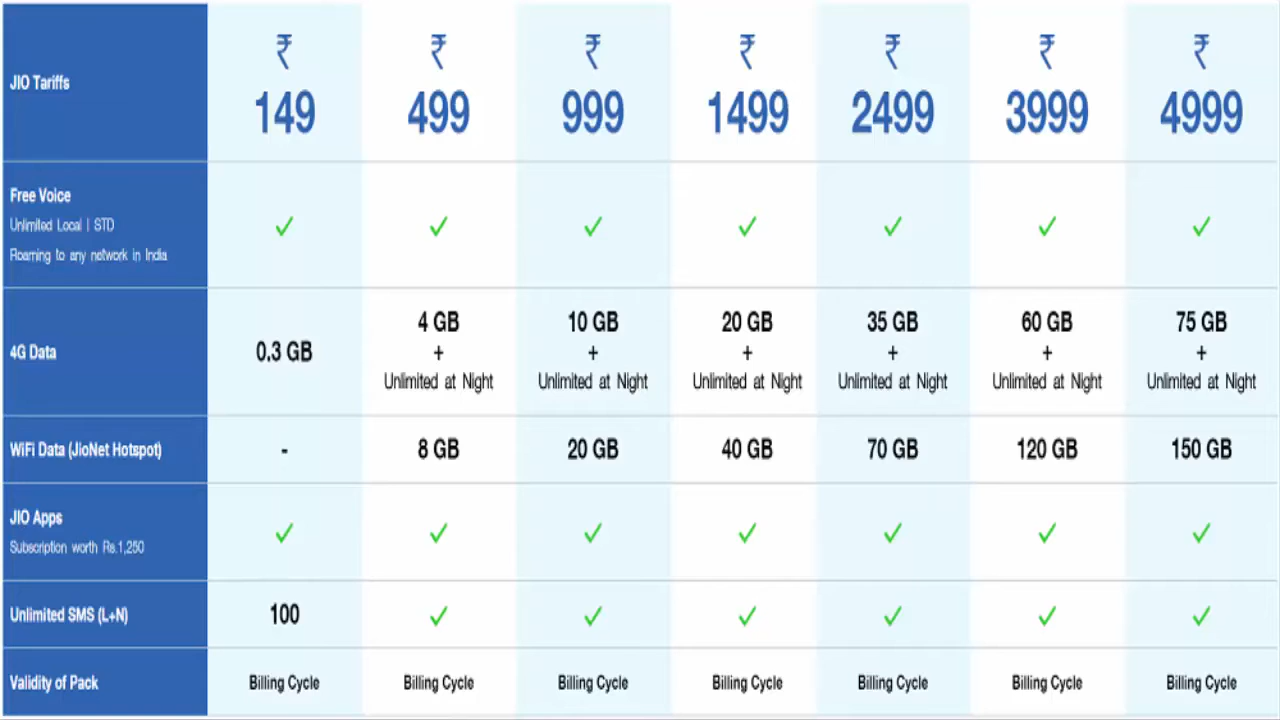 JIO Tariffs
₹ ₹ ₹ ₹ ₹ ₹ ₹
149 499 999 1499 2499 3999 4999
Free Voice
Unlimited Local | STD
Roaming to any network in India
✓ ✓ ✓ ✓ ✓ ✓ ✓
4G Data
0.3 GB
4 GB 10 GB 20 GB 35 GB 60 GB 75 GB
+ + + + + +
Unlimited at Night Unlimited at Night Unlimited at Night Unlimited at Night Unlimited at Night Unlimited at Night
WiFi Data (JioNet Hotspot) - 8 GB 20 GB 40 GB 70 GB 120 GB 150 GB
JIO Apps
Subscription worth Rs.1,250
✓ ✓ ✓ ✓ ✓ ✓ ✓
Unlimited SMS (L+N) 100 ✓ ✓ ✓ ✓ ✓ ✓
Validity of Pack Billing Cycle Billing Cycle Billing Cycle Billing Cycle Billing Cycle Billing Cycle Billing Cycle